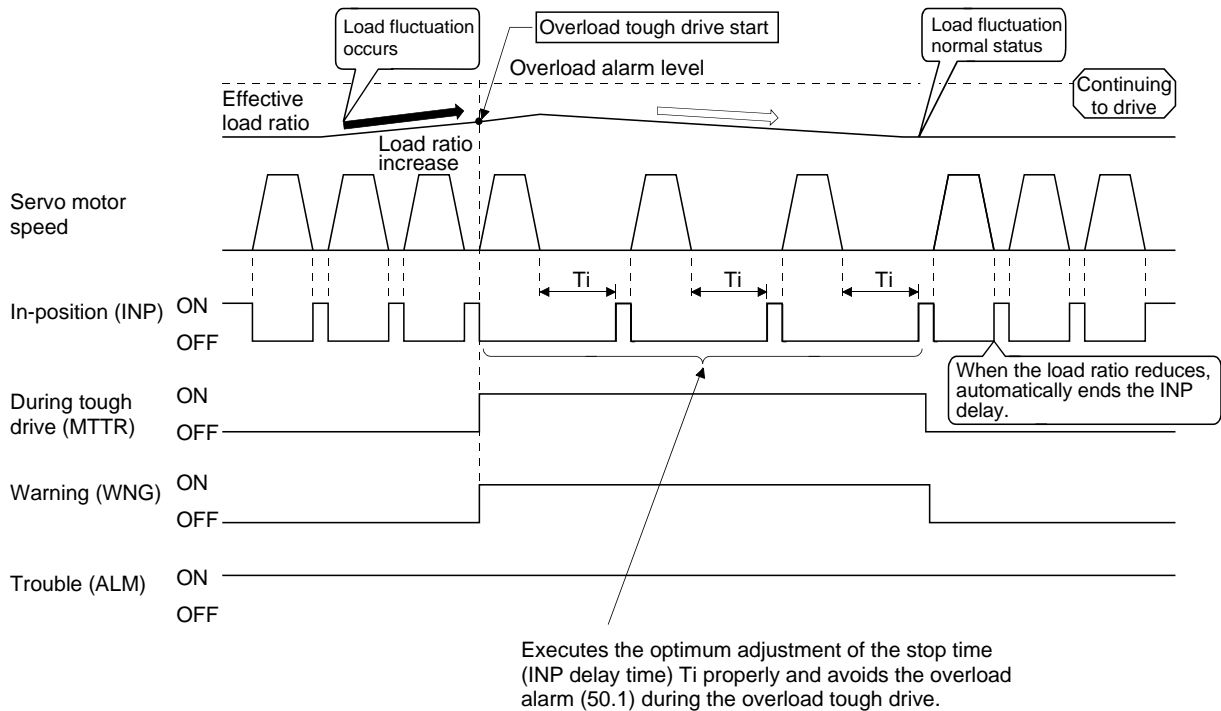 Load fluctuation
occurs
Overload tough drive start
Load fluctuation
normal status
Overload alarm level
Continuing
to drive
Effective
load ratio
Load ratio
increase
Servo motor
speed
Ti
Ti
Ti
In-position (INP)
ON
OFF
When the load ratio reduces,
automatically ends the INP
delay.
During tough
drive (MTTR)
ON
OFF
Warning (WNG)
ON
OFF
Trouble (ALM)
ON
OFF
Executes the optimum adjustment of the stop time
(INP delay time) Ti properly and avoids the overload
alarm (50.1) during the overload tough drive.